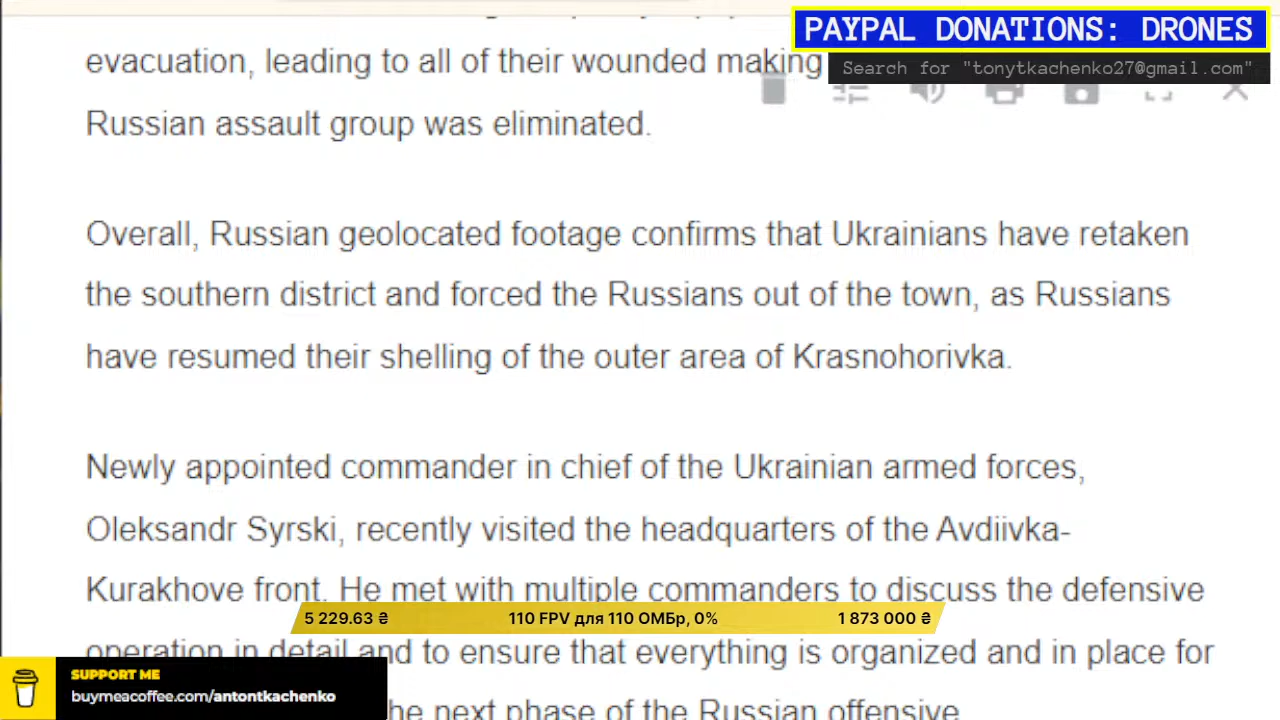 PAYPAL DONATIONS: DRONES
Search for "tonytkachenko27@gmail.com"
evacuation, leading to all of their wounded making
Russian assault group was eliminated.
Overall, Russian geolocated footage confirms that Ukrainians have retaken
the southern district and forced the Russians out of the town, as Russians
have resumed their shelling of the outer area of Krasnohorivka.
Newly appointed commander in chief of the Ukrainian armed forces,
Oleksandr Syrski, recently visited the headquarters of the Avdiivka-
Kurakhove front. He met with multiple commanders to discuss the defensive
5 229.63 ₴ 110 FPV для 110 ОМБр, 0% 1 873 000 ₴
operation in detail and to ensure that everything is organized and in place for
the next phase of the Russian offensive.
SUPPORT ME
buymeacoffee.com/antontkachenko